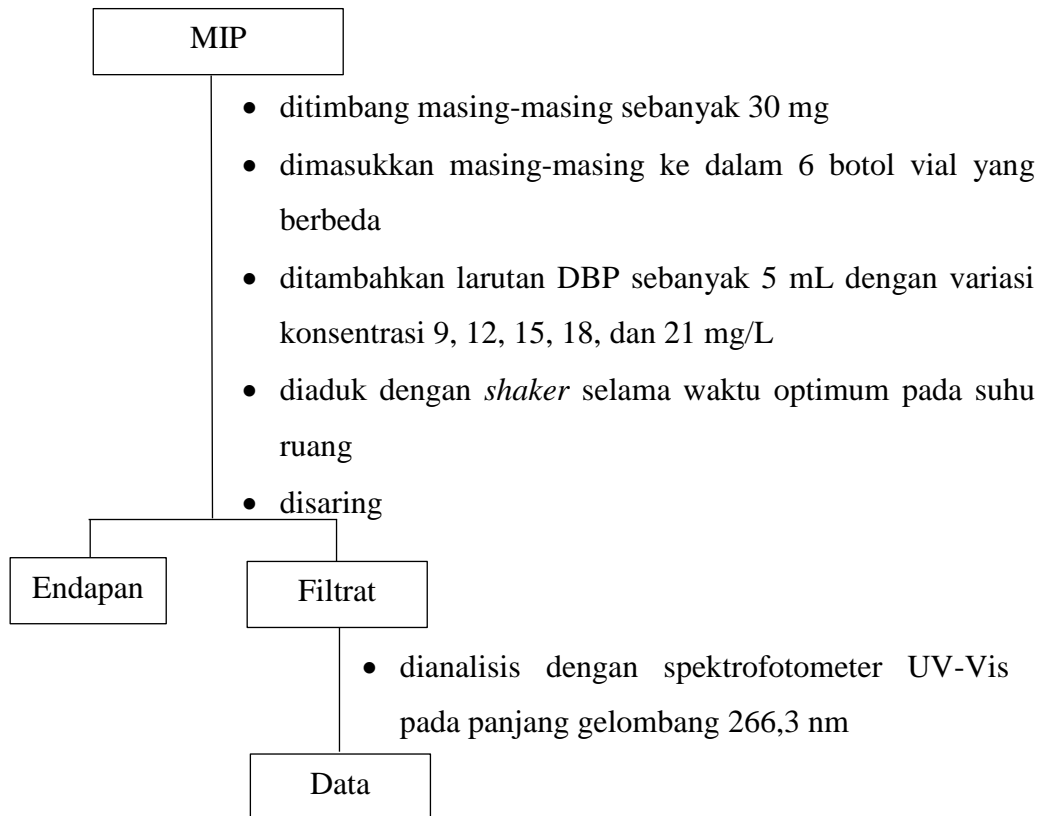 MIP
• ditimbang masing-masing sebanyak 30 mg
• dimasukkan masing-masing ke dalam 6 botol vial yang
berbeda
• ditambahkan larutan DBP sebanyak 5 mL dengan variasi
konsentrasi 9, 12, 15, 18, dan 21 mg/L
• diaduk dengan shaker selama waktu optimum pada suhu
ruang
• disaring
Endapan
Filtrat
• dianalisis dengan spektrofotometer UV-Vis
pada panjang gelombang 266,3 nm
Data